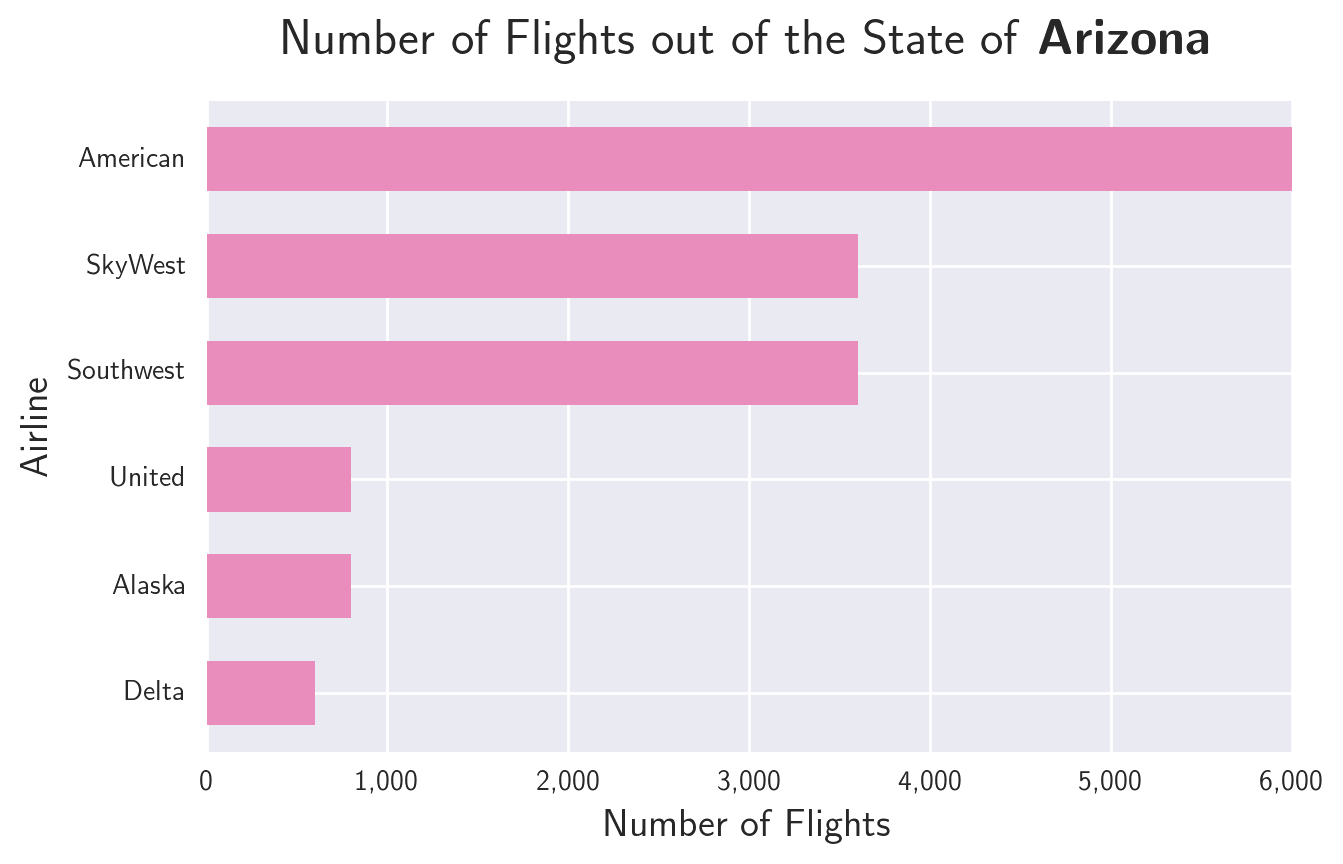 Number of Flights out of the State of Arizona
American
SkyWest
Southwest
United
Alaska
Delta
Airline
0 1,000 2,000 3,000 4,000 5,000 6,000
Number of Flights